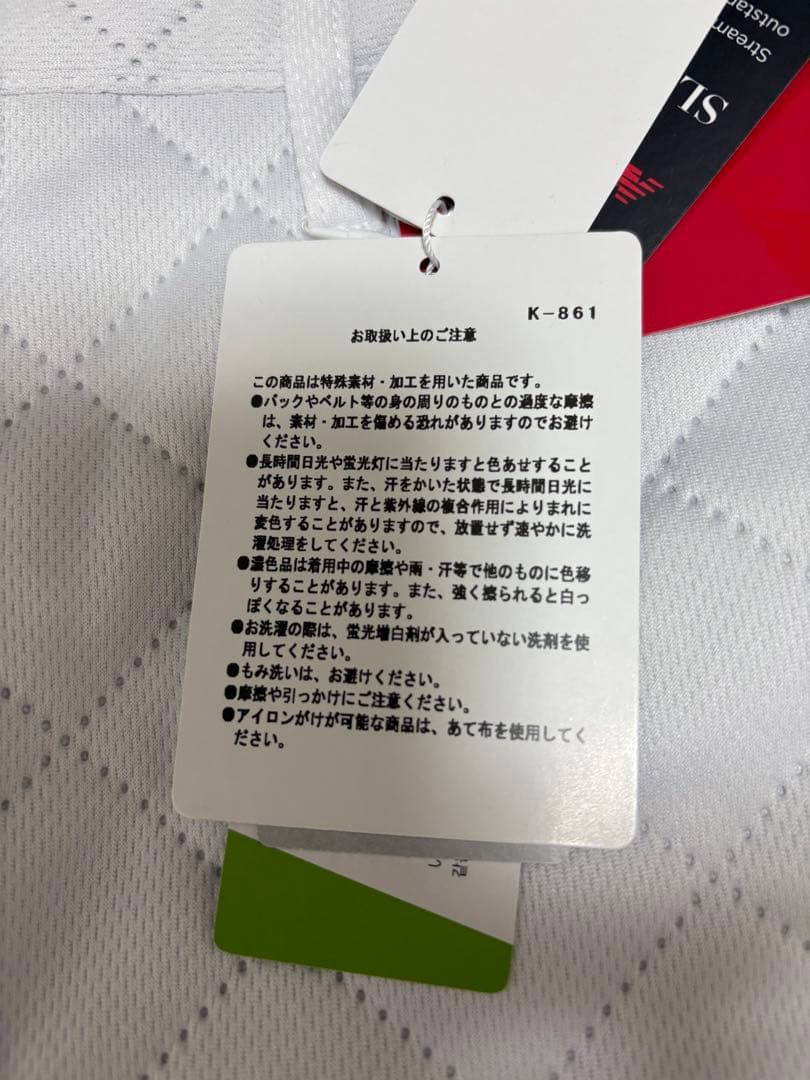 Stream
outstan
SL
K-861
お取扱い上のご注意
この商品は特殊素材・加工を用いた商品です。
●バックやベルト等の身の周りのものとの過度な摩擦
は、素材・加工を傷める恐れがありますのでお避け
ください。
●長時間日光や蛍光灯に当たりますと色あせすること
があります。また、汗をかいた状態で長時間日光に
当たりますと、汗と紫外線の複合作用によりまれに
変色することがありますので、放置せず速やかに洗
濯処理をしてください。
●濃色品は着用中の摩擦や雨・汗等で他のものに色移
りすることがあります。また、強く擦られると白っ
ぽくなることがあります。
●お洗濯の際は、蛍光増白剤が入っていない洗剤を使
用してください。
●もみ洗いは、お避けください。
●摩擦や引っかけにご注意ください。
●アイロンがけが可能な商品は、あて布を使用してく
ださい。